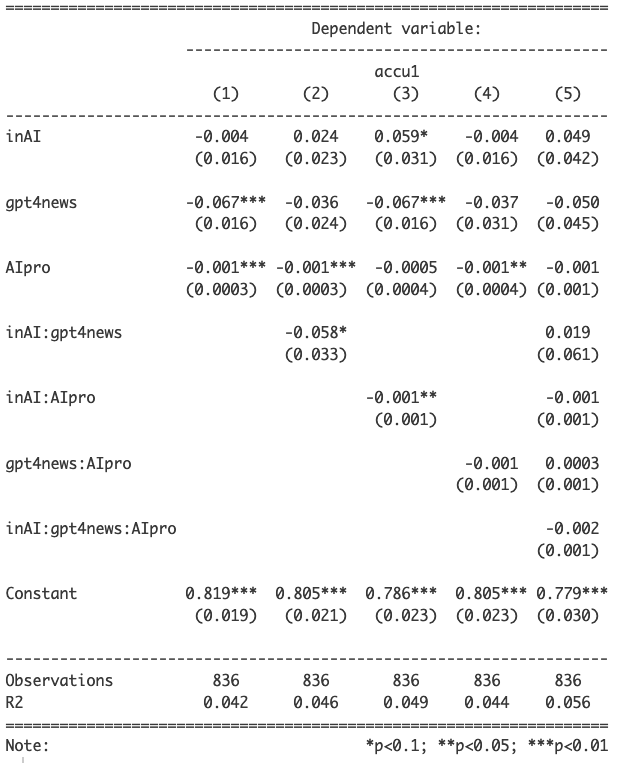 ===================================================================
Dependent variable:
-----------------------------------------------
accu1
(1) (2) (3) (4) (5)
-------------------------------------------------------------------
inAI -0.004 0.024 0.059* -0.004 0.049
(0.016) (0.023) (0.031) (0.016) (0.042)
gpt4news -0.067*** -0.036 -0.067*** -0.037 -0.050
(0.016) (0.024) (0.016) (0.031) (0.045)
AIpro -0.001*** -0.001*** -0.0005 -0.001** -0.001
(0.0003) (0.0003) (0.0004) (0.0004) (0.001)
inAI:gpt4news -0.058* 0.019
(0.033) (0.061)
inAI:AIpro -0.001** -0.001
(0.001) (0.001)
gpt4news:AIpro -0.001 0.0003
(0.001) (0.001)
inAI:gpt4news:AIpro -0.002
(0.001)
Constant 0.819*** 0.805*** 0.786*** 0.805*** 0.779***
(0.019) (0.021) (0.023) (0.023) (0.030)
-------------------------------------------------------------------
Observations 836 836 836 836 836
R2 0.042 0.046 0.049 0.044 0.056
===================================================================
Note: *p<0.1; **p<0.05; ***p<0.01